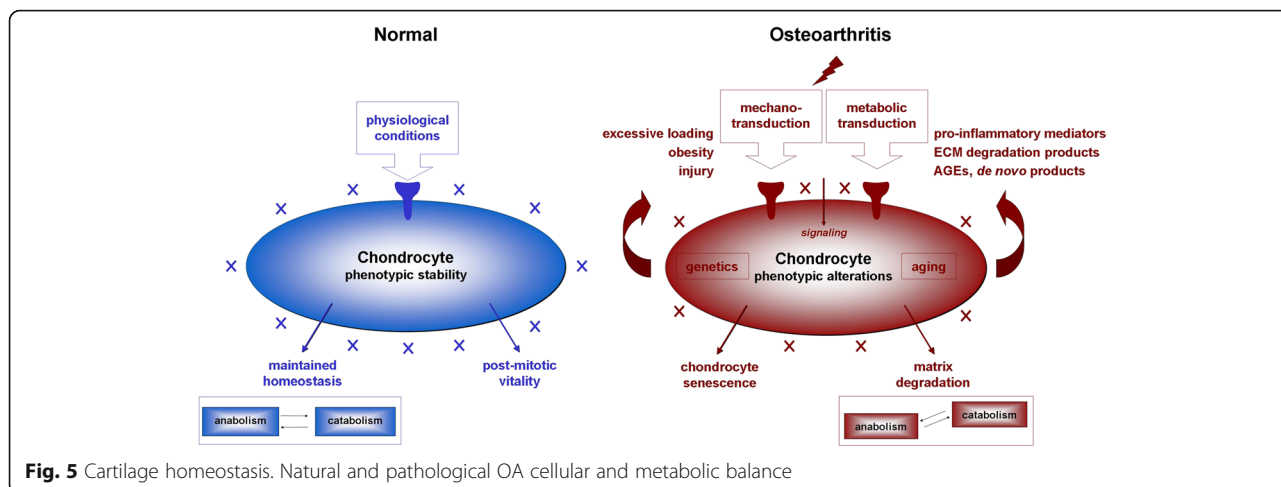 Normal
physiological
conditions
Chondrocyte
phenotypic stability
maintained
homeostasis
post-mitotic
vitality
anabolism
catabolism
Osteoarthritis
mechano-
transduction
metabolic
transduction
excessive loading
obesity
injury
pro-inflammatory mediators
ECM degradation products
AGEs, de novo products
signaling
genetics
Chondrocyte
phenotypic alterations
aging
chondrocyte
senescence
matrix
degradation
anabolism
catabolism
Fig. 5 Cartilage homeostasis. Natural and pathological OA cellular and metabolic balance